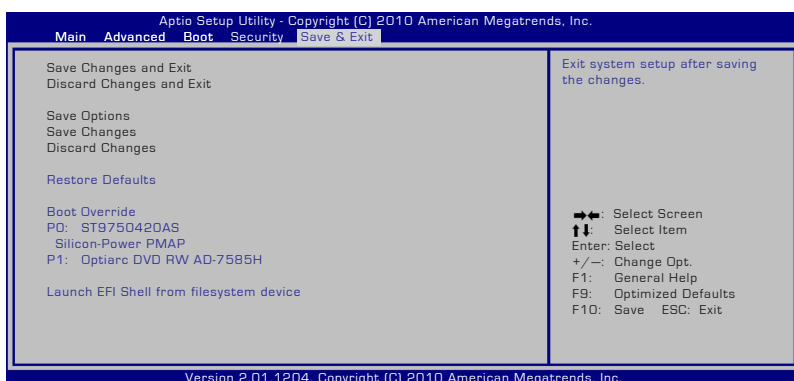 Aptio Setup Utility - Copyright (C) 2010 American Megatrends, Inc.
Main Advanced Boot Security Save & Exit
Save Changes and Exit
Discard Changes and Exit
Save Options
Save Changes
Discard Changes
Restore Defaults
Boot Override
P0: ST9750420AS
Silicon-Power PMAP
P1: Optiarc DVD RW AD-7585H
Launch EFI Shell from filesystem device
Exit system setup after saving
the changes.
→←: Select Screen
↑↓: Select Item
Enter: Select
+/—: Change Opt.
F1: General Help
F9: Optimized Defaults
F10: Save ESC: Exit
Version 2.01.1204. Copyright (C) 2010 American Megatrends, Inc.